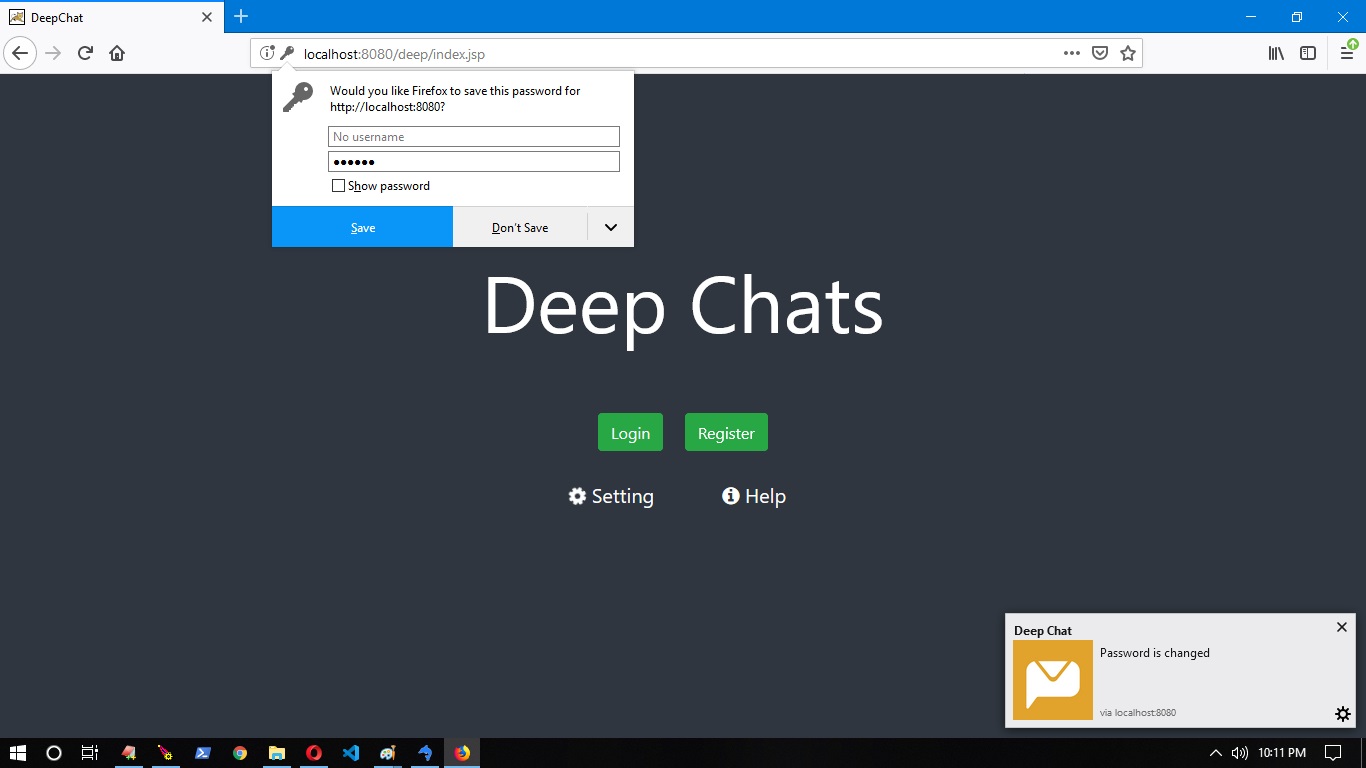 DeepChat
localhost:8080/deep/index.jsp
Would you like Firefox to save this password for
http://localhost:8080?
No username
••••••
Show password
Save
Don't Save
Deep Chats
Login
Register
Setting
Help
Deep Chat
Password is changed
via localhost:8080
10:11 PM